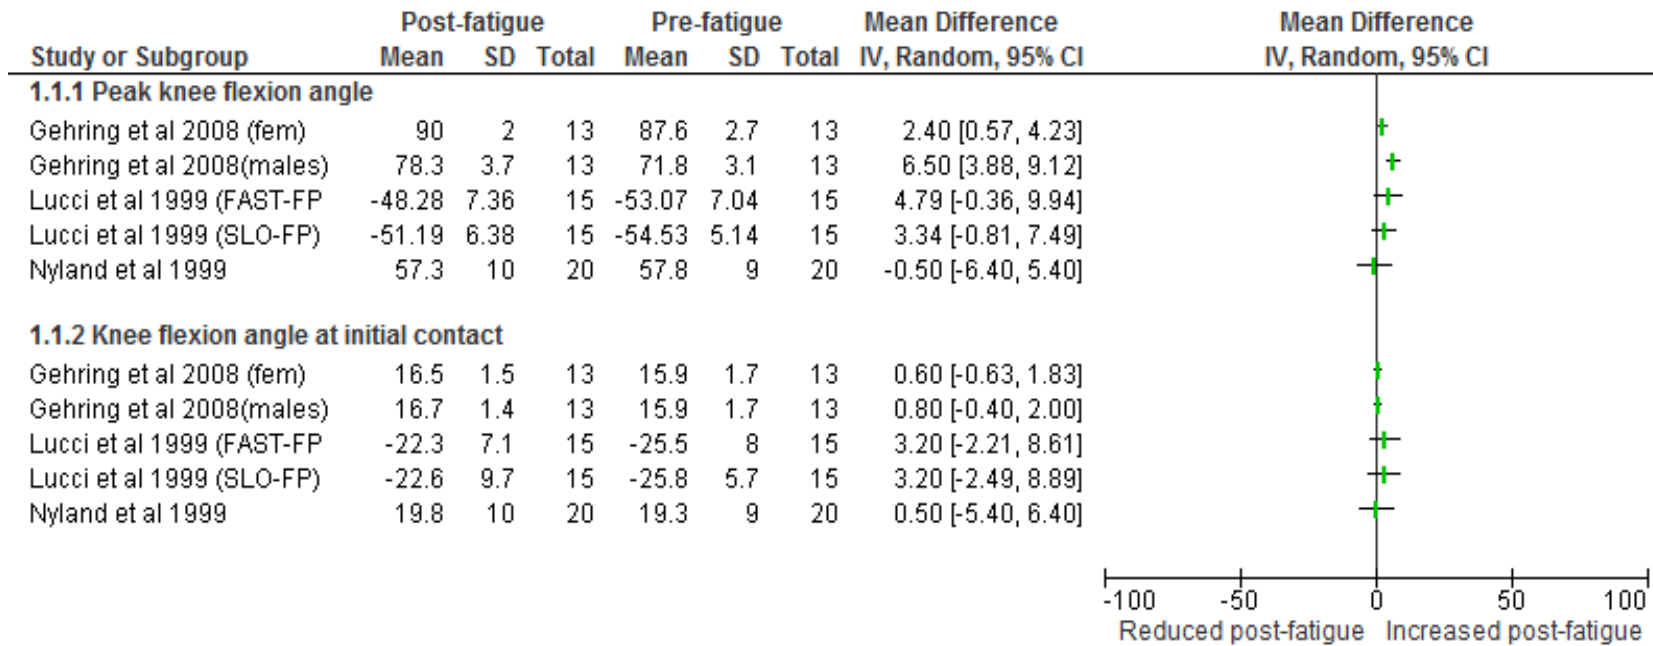 Post-fatigue Pre-fatigue Mean Difference Mean Difference
Study or Subgroup Mean SD Total Mean SD Total IV, Random, 95% CI IV, Random, 95% CI
1.1.1 Peak knee flexion angle
Gehring et al 2008 (fem) 90 2 13 87.6 2.7 13 2.40 [0.57, 4.23]
Gehring et al 2008(males) 78.3 3.7 13 71.8 3.1 13 6.50 [3.88, 9.12]
Lucci et al 1999 (FAST-FP -48.28 7.36 15 -53.07 7.04 15 4.79 [-0.36, 9.94]
Lucci et al 1999 (SLO-FP) -51.19 6.38 15 -54.53 5.14 15 3.34 [-0.81, 7.49]
Nyland et al 1999 57.3 10 20 57.8 9 20 -0.50 [-6.40, 5.40]
1.1.2 Knee flexion angle at initial contact
Gehring et al 2008 (fem) 16.5 1.5 13 15.9 1.7 13 0.60 [-0.63, 1.83]
Gehring et al 2008(males) 16.7 1.4 13 15.9 1.7 13 0.80 [-0.40, 2.00]
Lucci et al 1999 (FAST-FP -22.3 7.1 15 -25.5 8 15 3.20 [-2.21, 8.61]
Lucci et al 1999 (SLO-FP) -22.6 9.7 15 -25.8 5.7 15 3.20 [-2.49, 8.89]
Nyland et al 1999 19.8 10 20 19.3 9 20 0.50 [-5.40, 6.40]
-100 -50 0 50 100
Reduced post-fatigue Increased post-fatigue